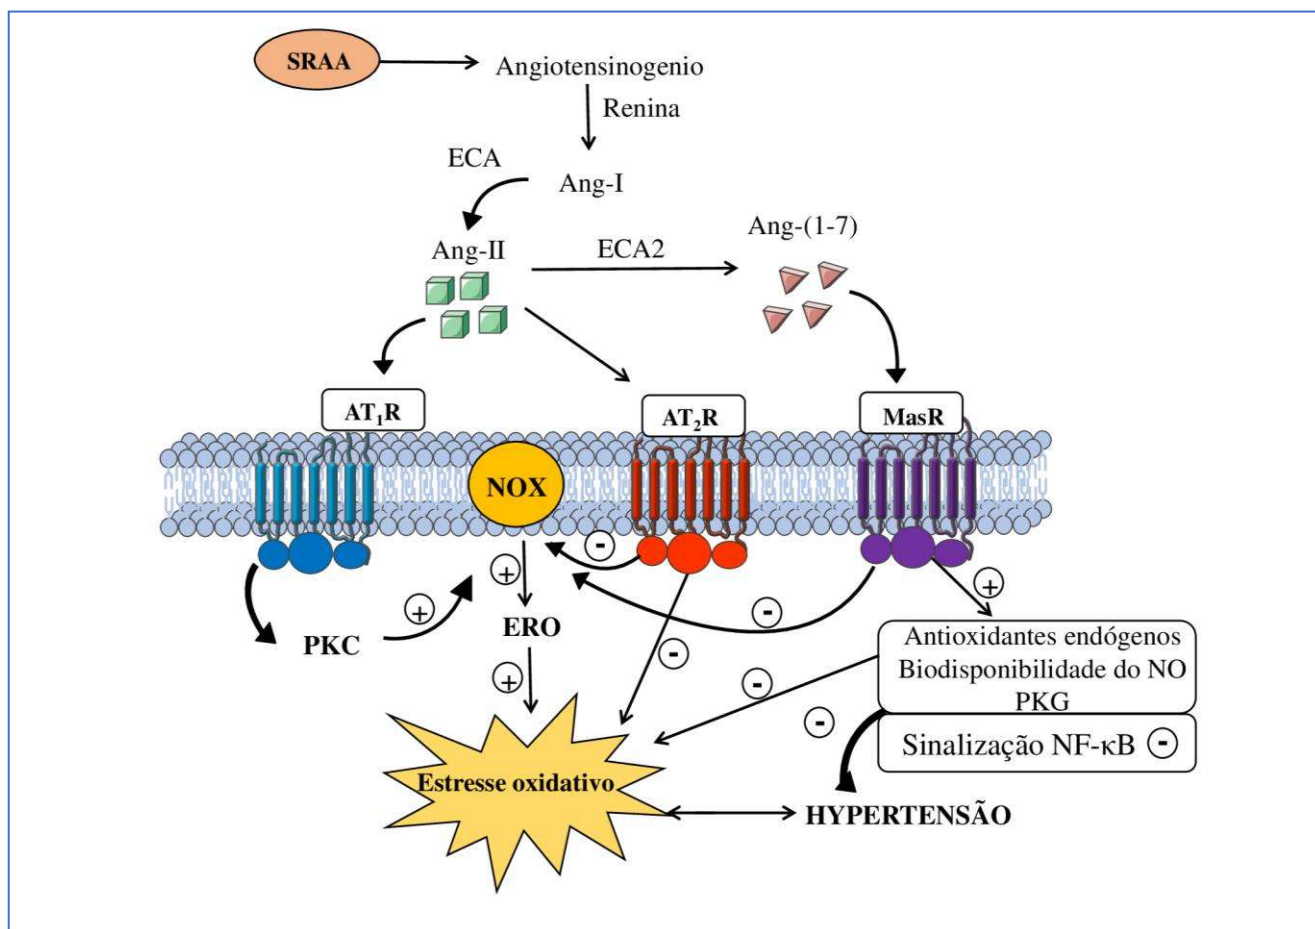 SRAA
Angiotensinogenio
Renina
ECA
Ang-I
Ang-II
ECA2
Ang-(1-7)
AT₁R
AT₂R
MasR
NOX
-
+
+
-
+
ERO
PKC
-
+
-
-
Antioxidantes endógenos
Biodisponibilidade do NO
PKG
Sinalização NF-κB -
Estresse oxidativo
HYPERTENSÃO